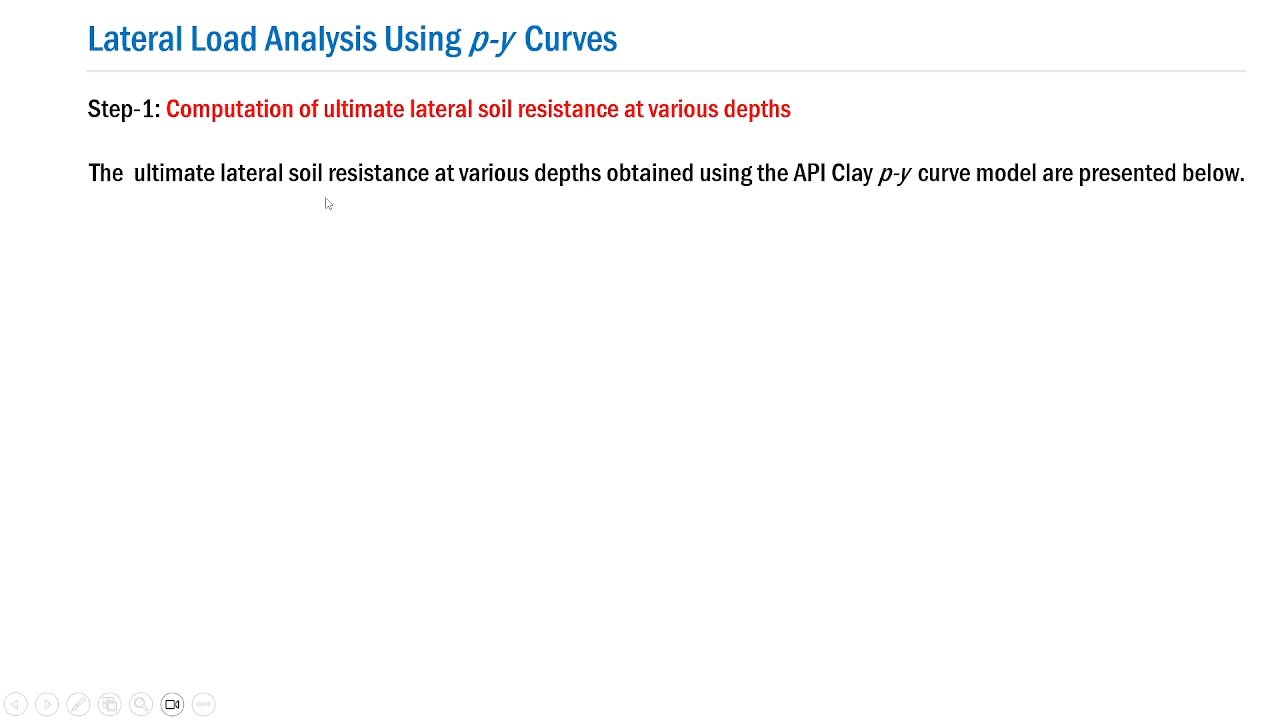 Lateral Load Analysis Using p-y Curves
Step-1: Computation of ultimate lateral soil resistance at various depths
The ultimate lateral soil resistance at various depths obtained using the API Clay p-y curve model are presented below.